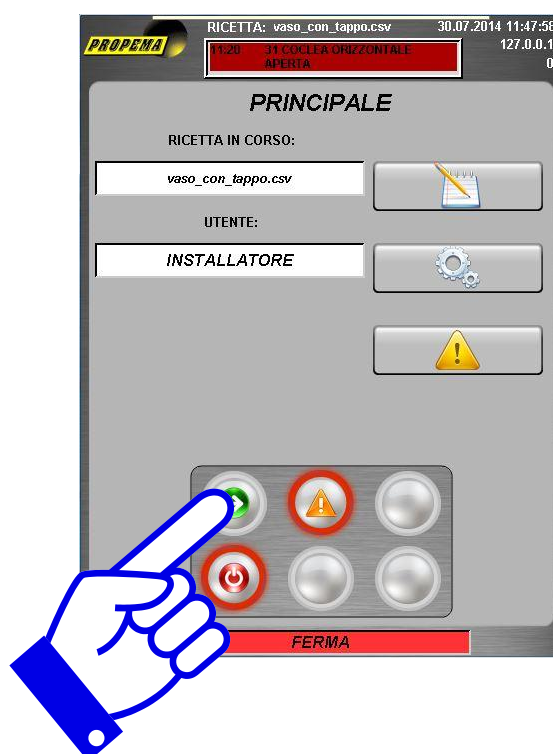 PROPEMA
RICETTA: vaso_con_tappo.csv
30.07.2014 11:47:58
127.0.0.1
0
11:20 31 COCLEA ORIZZONTALE
APERTA
PRINCIPALE
RICETTA IN CORSO:
vaso_con_tappo.csv
UTENTE:
INSTALLATORE
FERMA